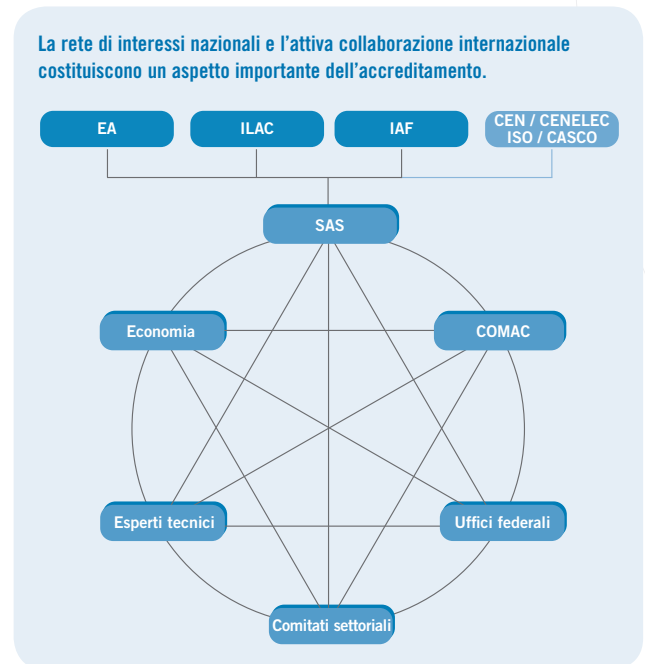 La rete di interessi nazionali e l'attiva collaborazione internazionale
costituiscono un aspetto importante dell'accreditamento.
EA
ILAC
IAF
CEN / CENELEC
ISO / CASCO
SAS
Economia
COMAC
Esperti tecnici
Uffici federali
Comitati settoriali